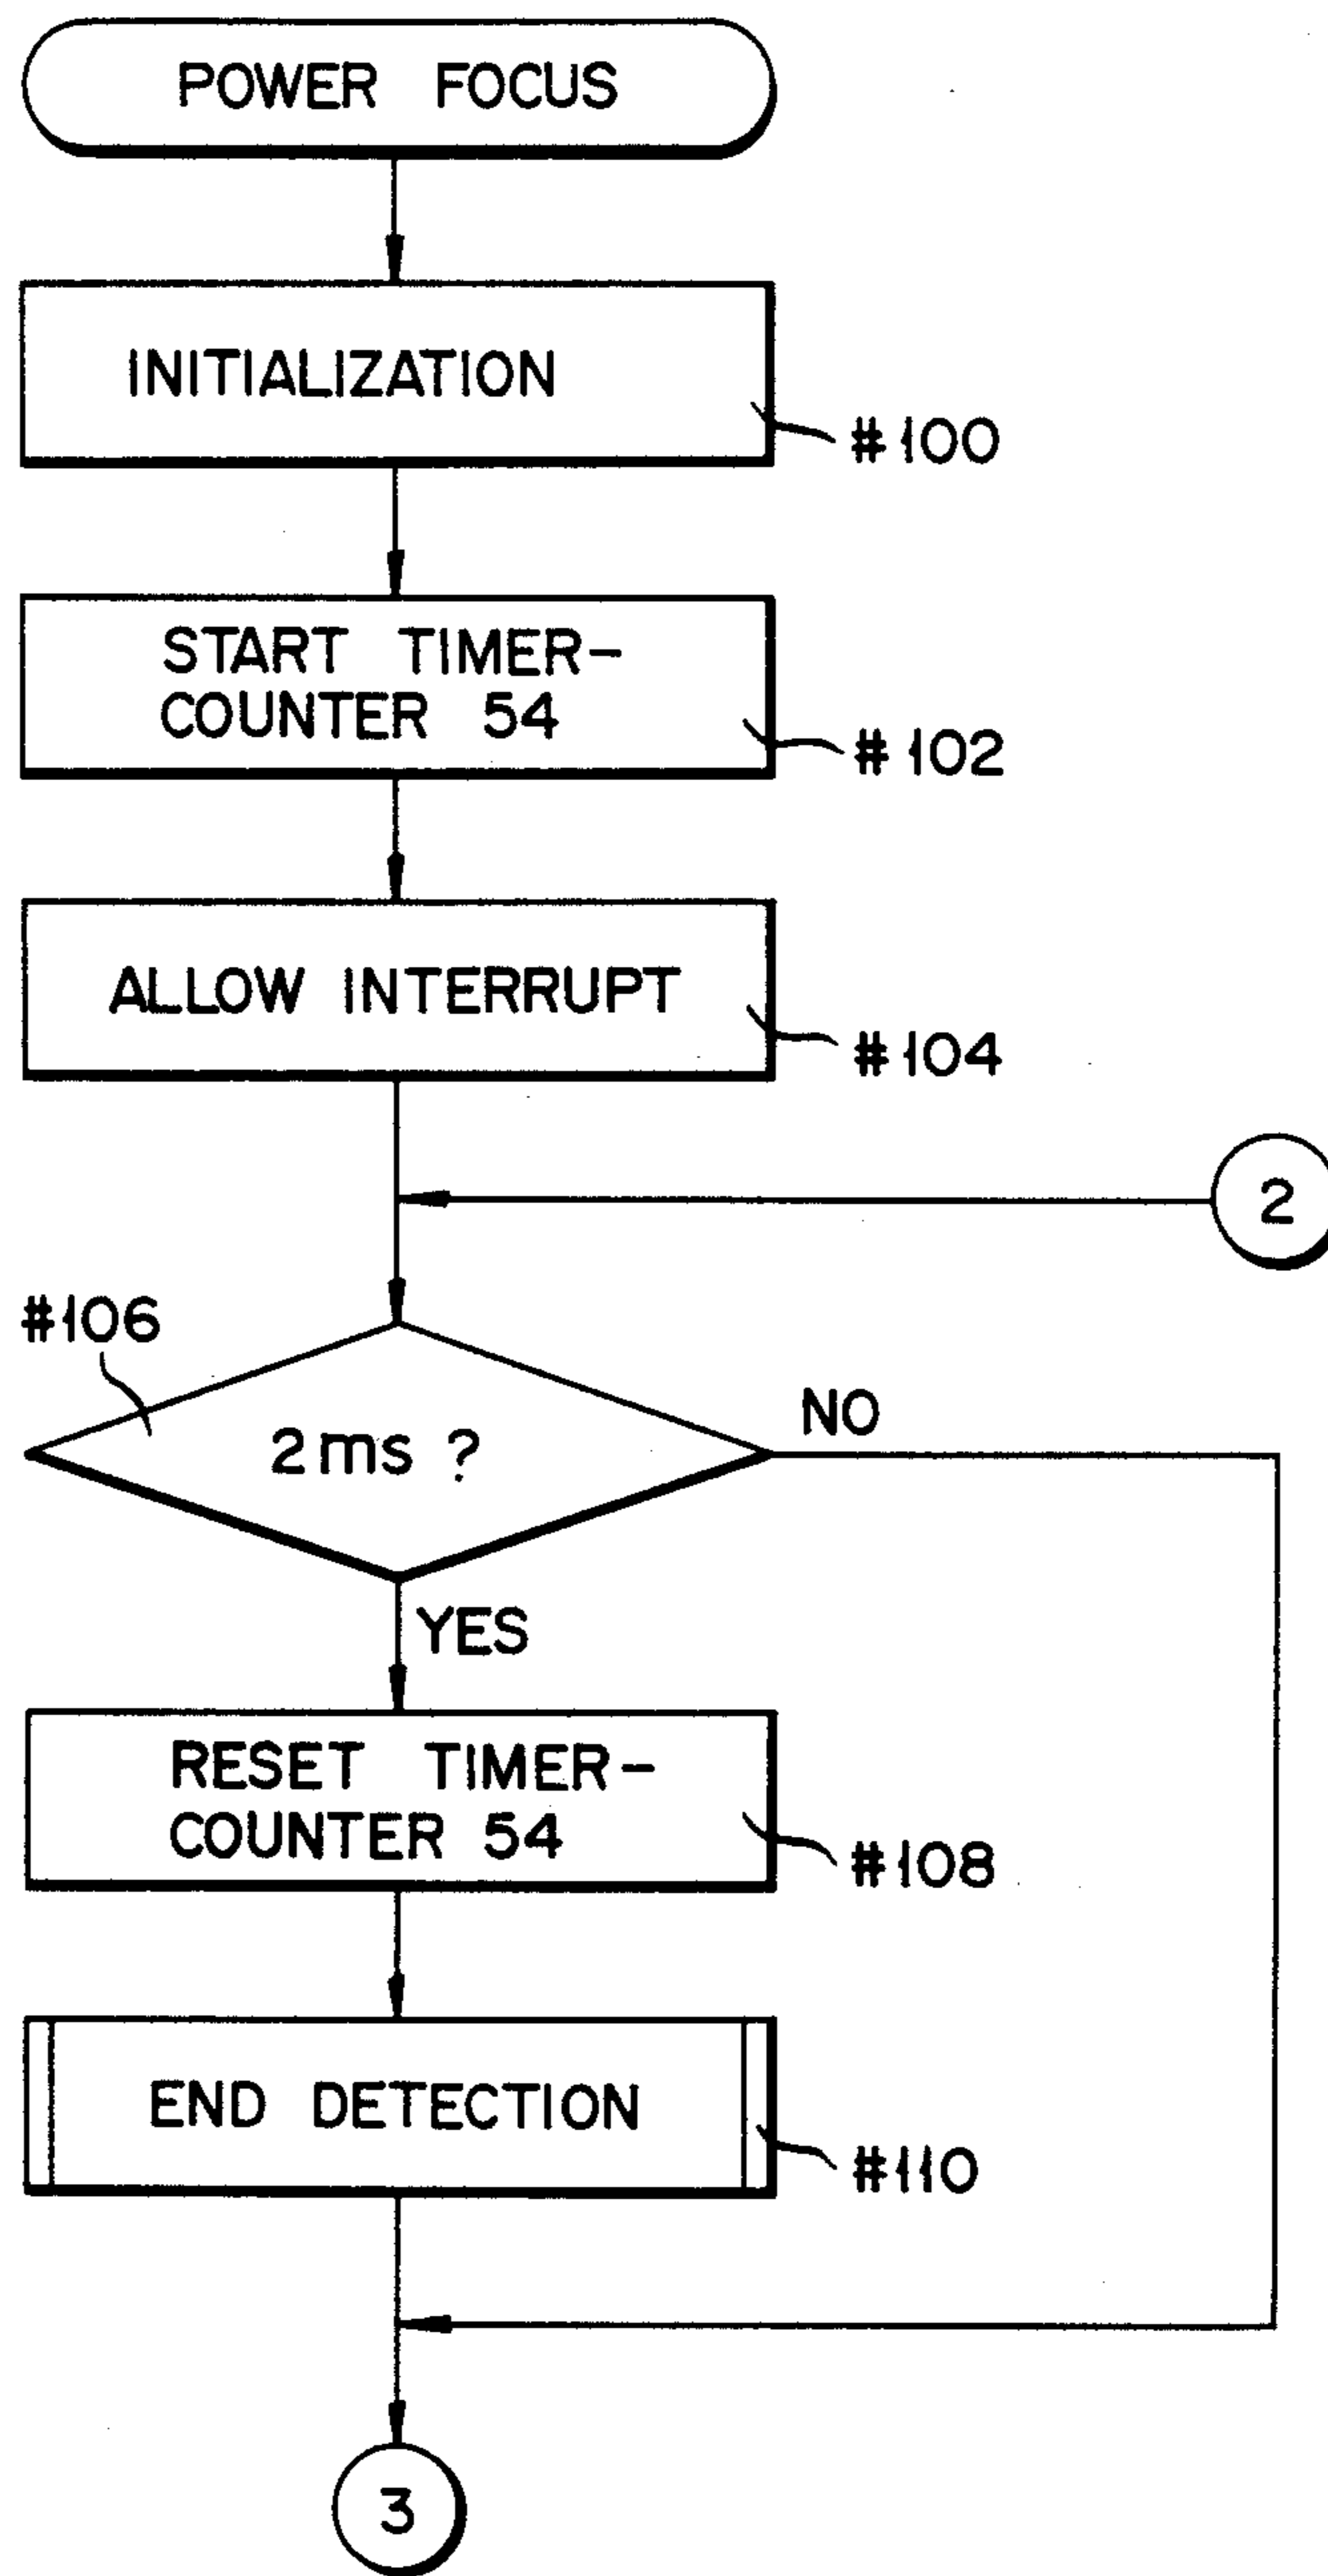 POWER FOCUS
INITIALIZATION
#100
START TIMER-
COUNTER 54
#102
ALLOW INTERRUPT
#104
2
#106
2ms ?
NO
YES
RESET TIMER-
COUNTER 54
#108
END DETECTION
#110
3